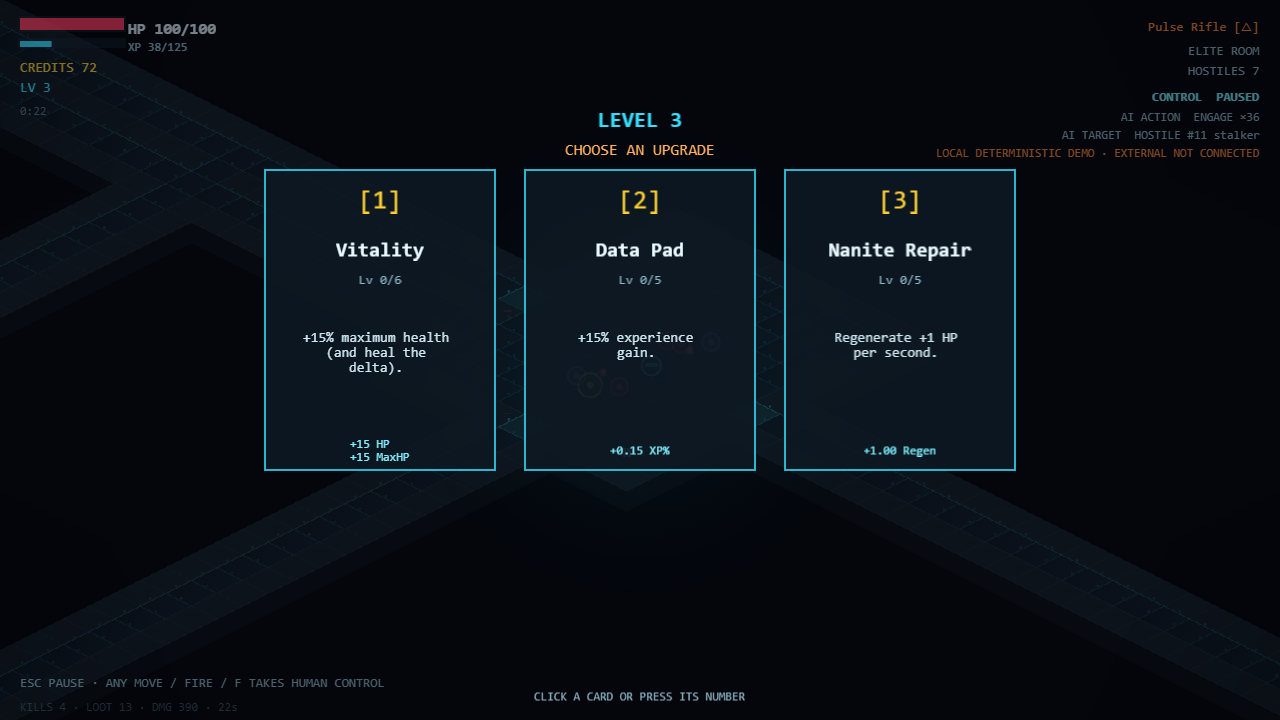 HP 100/100
XP 38/125
CREDITS 72
LV 3
0:22
Pulse Rifle [△]
ELITE ROOM
HOSTILES 7
CONTROL PAUSED
AI ACTION ENGAGE ×36
AI TARGET HOSTILE #11 stalker
LOCAL DETERMINISTIC DEMO · EXTERNAL NOT CONNECTED
LEVEL 3
CHOOSE AN UPGRADE
[1]
Vitality
Lv 0/6
+15% maximum health
(and heal the
delta).
+15 HP
+15 MaxHP
[2]
Data Pad
Lv 0/5
+15% experience
gain.
+0.15 XP%
[3]
Nanite Repair
Lv 0/5
Regenerate +1 HP
per second.
+1.00 Regen
ESC PAUSE · ANY MOVE / FIRE / F TAKES HUMAN CONTROL
KILLS 4 · LOOT 13 · DMG 390 · 22s
CLICK A CARD OR PRESS ITS NUMBER